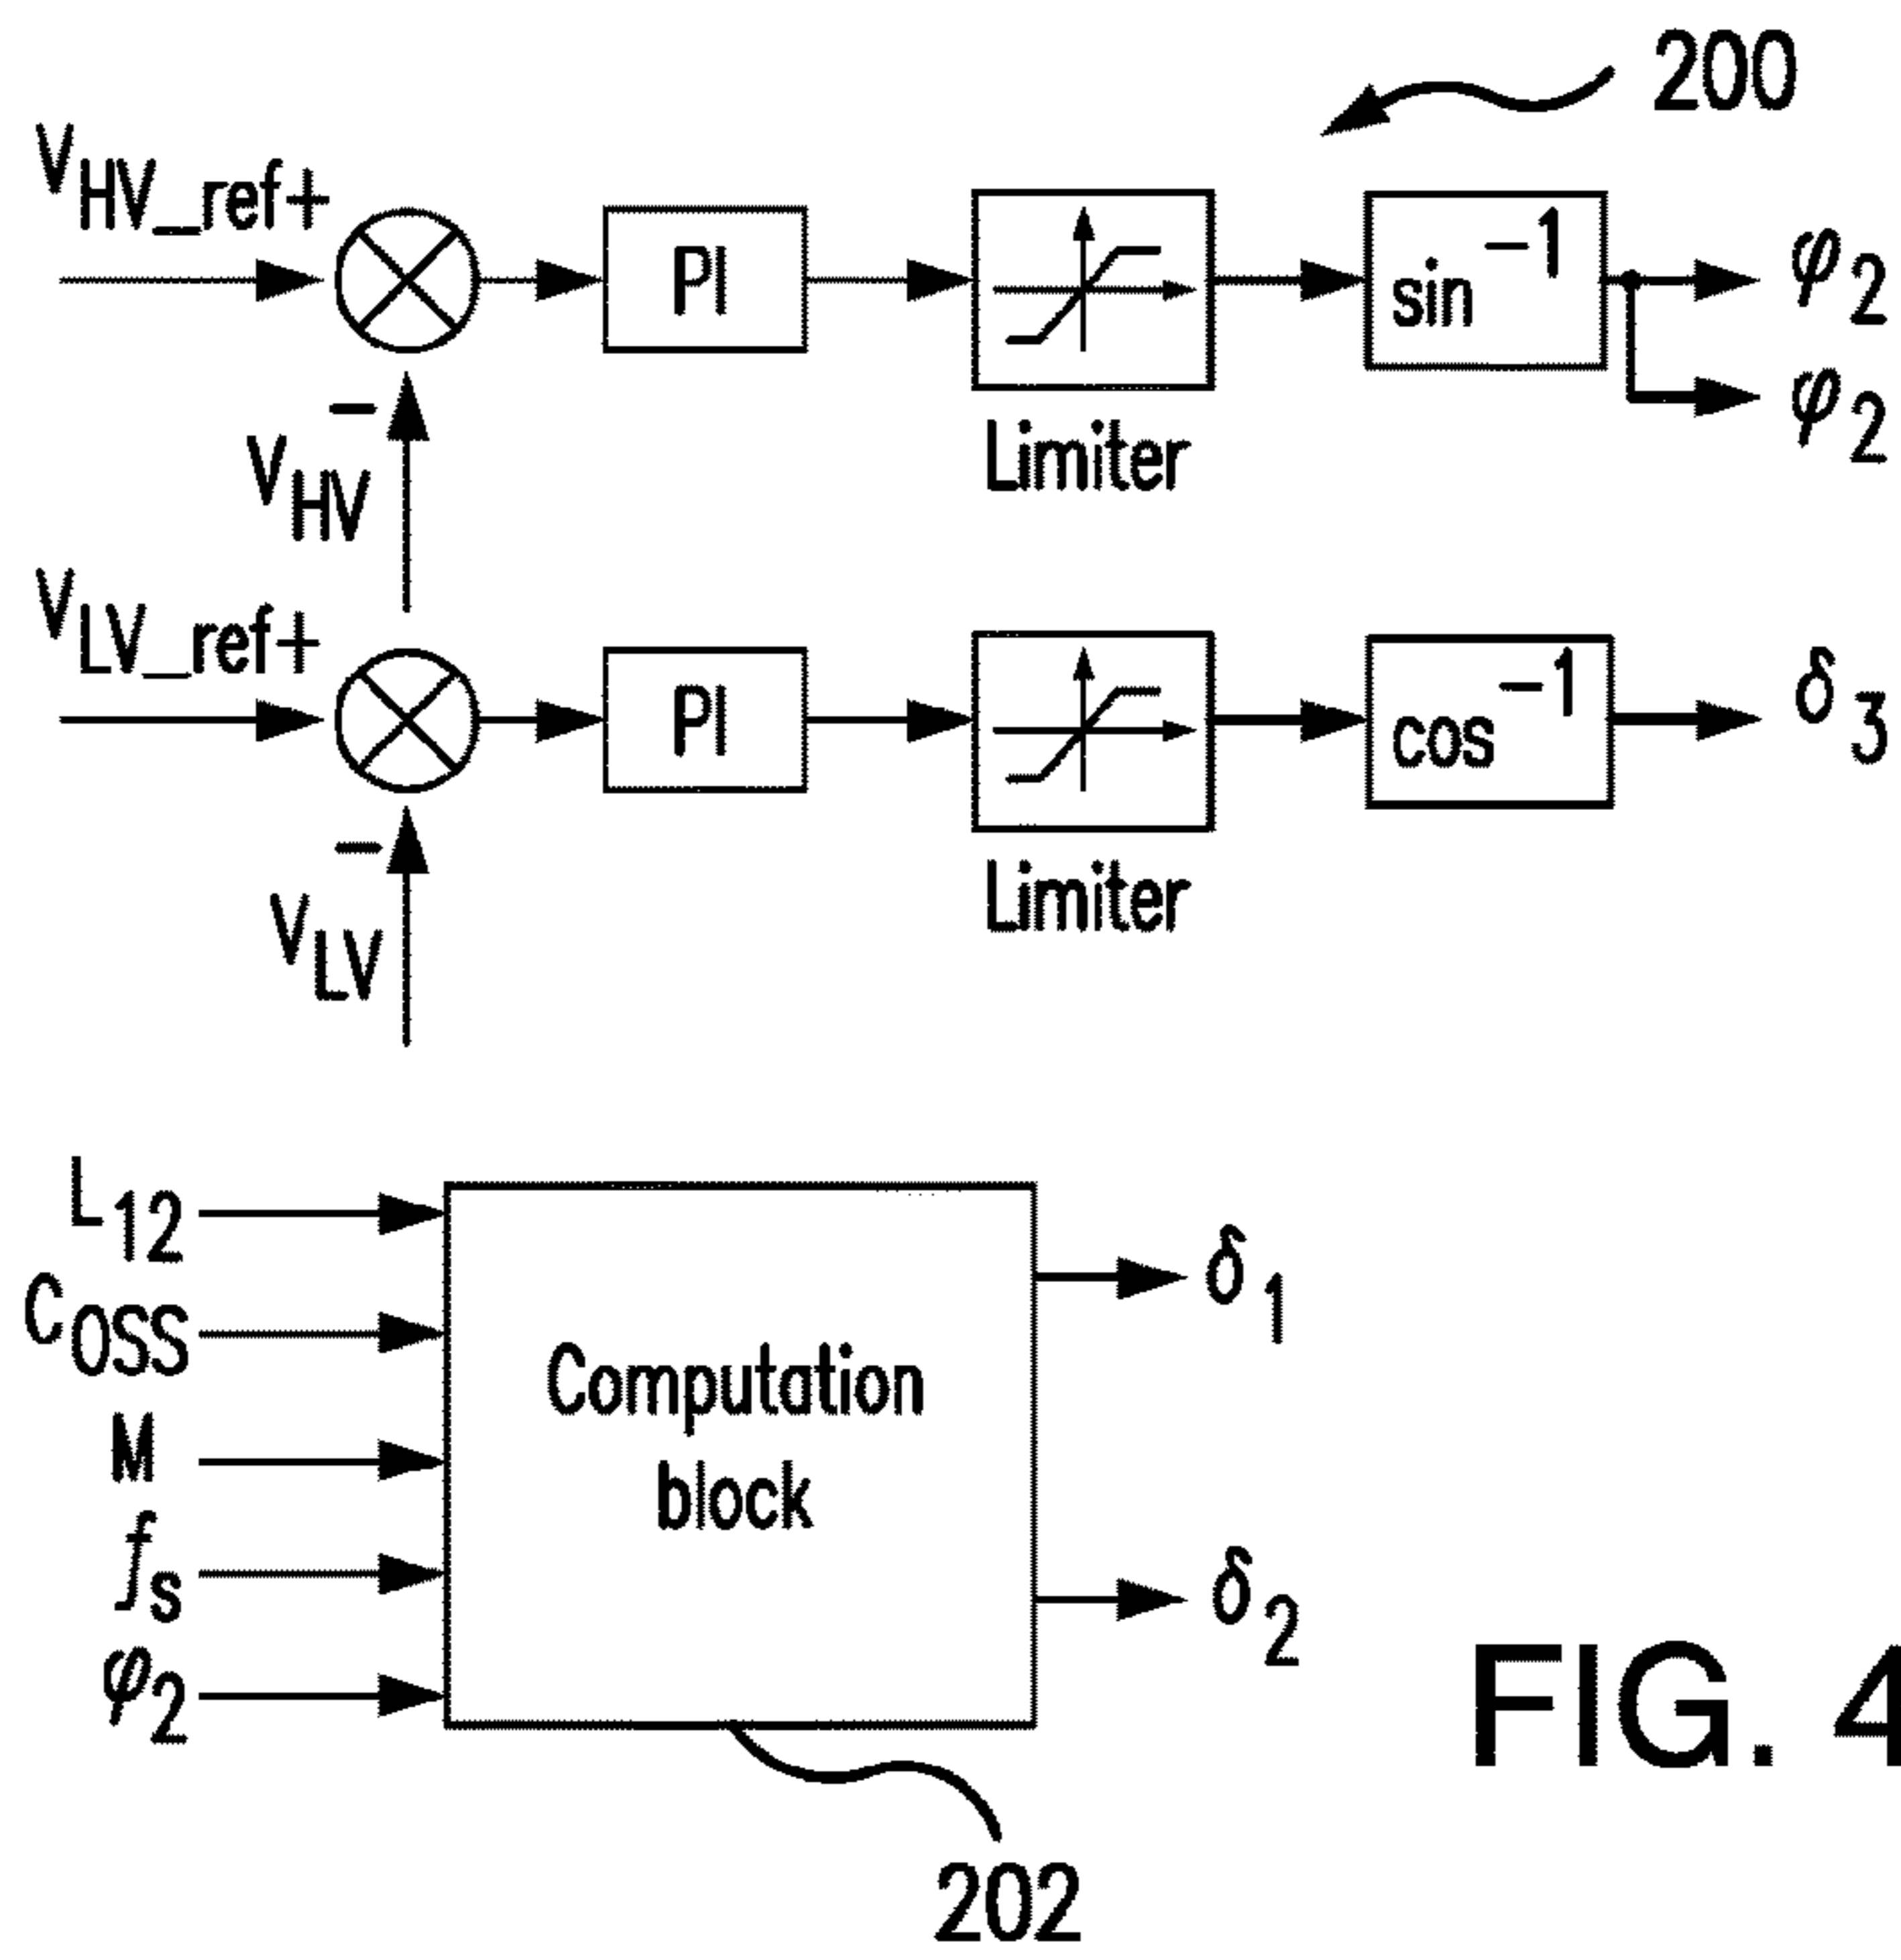 200
V_HV_ref+
PI
sin⁻¹
φ₂
φ₂
Limiter
−
V_HV
V_LV_ref+
PI
cos⁻¹
δ₃
Limiter
−
V_LV
L₁₂
C_OSS
M
f_s
φ₂
Computation
block
δ₁
δ₂
202
FIG. 4